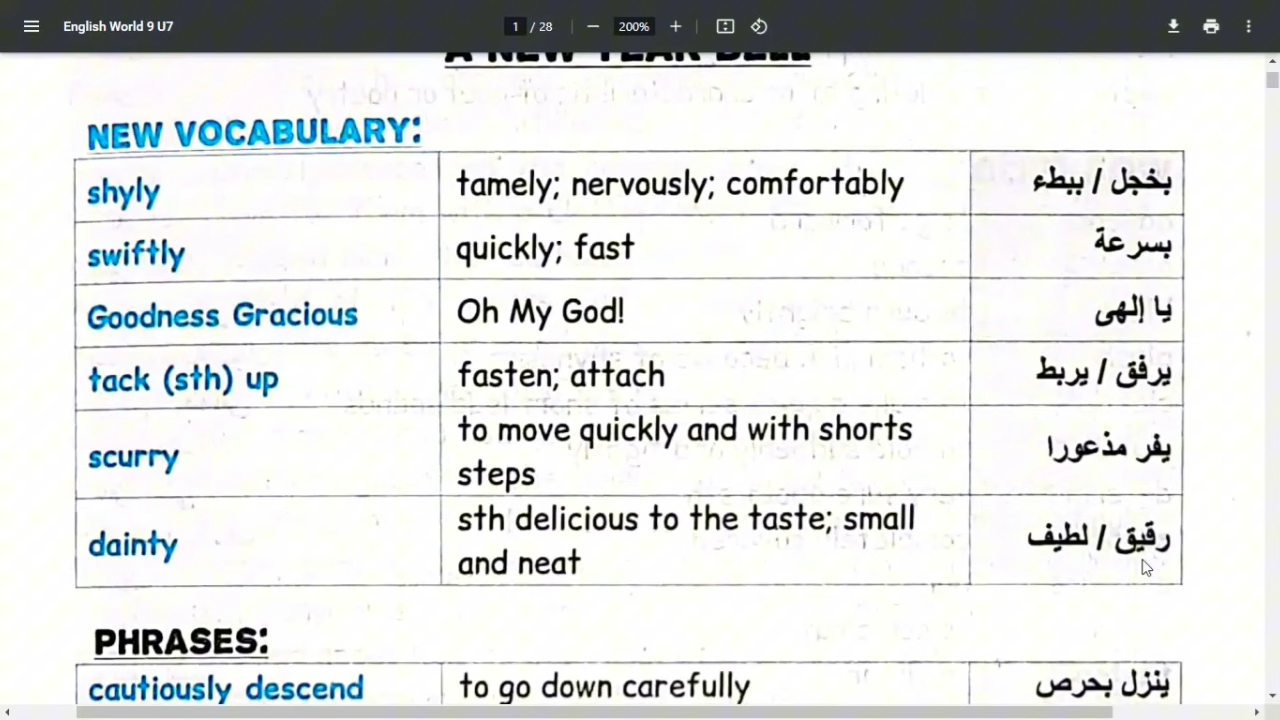 English World 9 U7
1 / 28
200%
A NEW YEAR BELL
NEW VOCABULARY:
shyly tamely; nervously; comfortably بخجل / ببطء
swiftly quickly; fast بسرعة
Goodness Gracious Oh My God! يا إلهى
tack (sth) up fasten; attach يرفق / يربط
scurry to move quickly and with shorts steps يفر مذعورا
dainty sth delicious to the taste; small and neat رقيق / لطيف
PHRASES:
cautiously descend to go down carefully ينزل بحرص